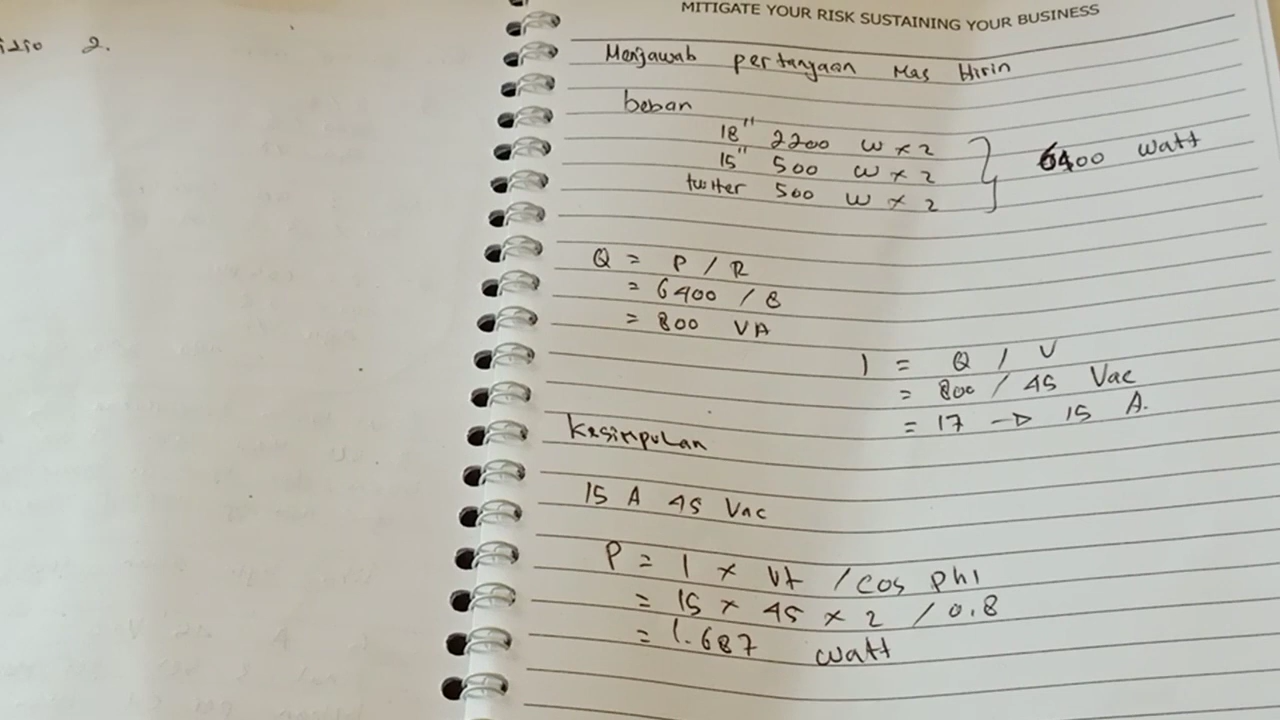 2.
MITIGATE YOUR RISK SUSTAINING YOUR BUSINESS
Menjawab pertanyaan Mas Hirin
beban
18" 2200 W x 2
15" 500 W x 2
twiter 500 W x 2
6400 watt
Q = P / R
= 6400 / 8
= 800 VA
I = Q / V
= 800 / 45 Vac
= 17 → 15 A.
Kesimpulan
15 A 45 Vac
P = I x Vt / cos phi
= 15 x 45 x 2 / 0.8
= 1.687 watt